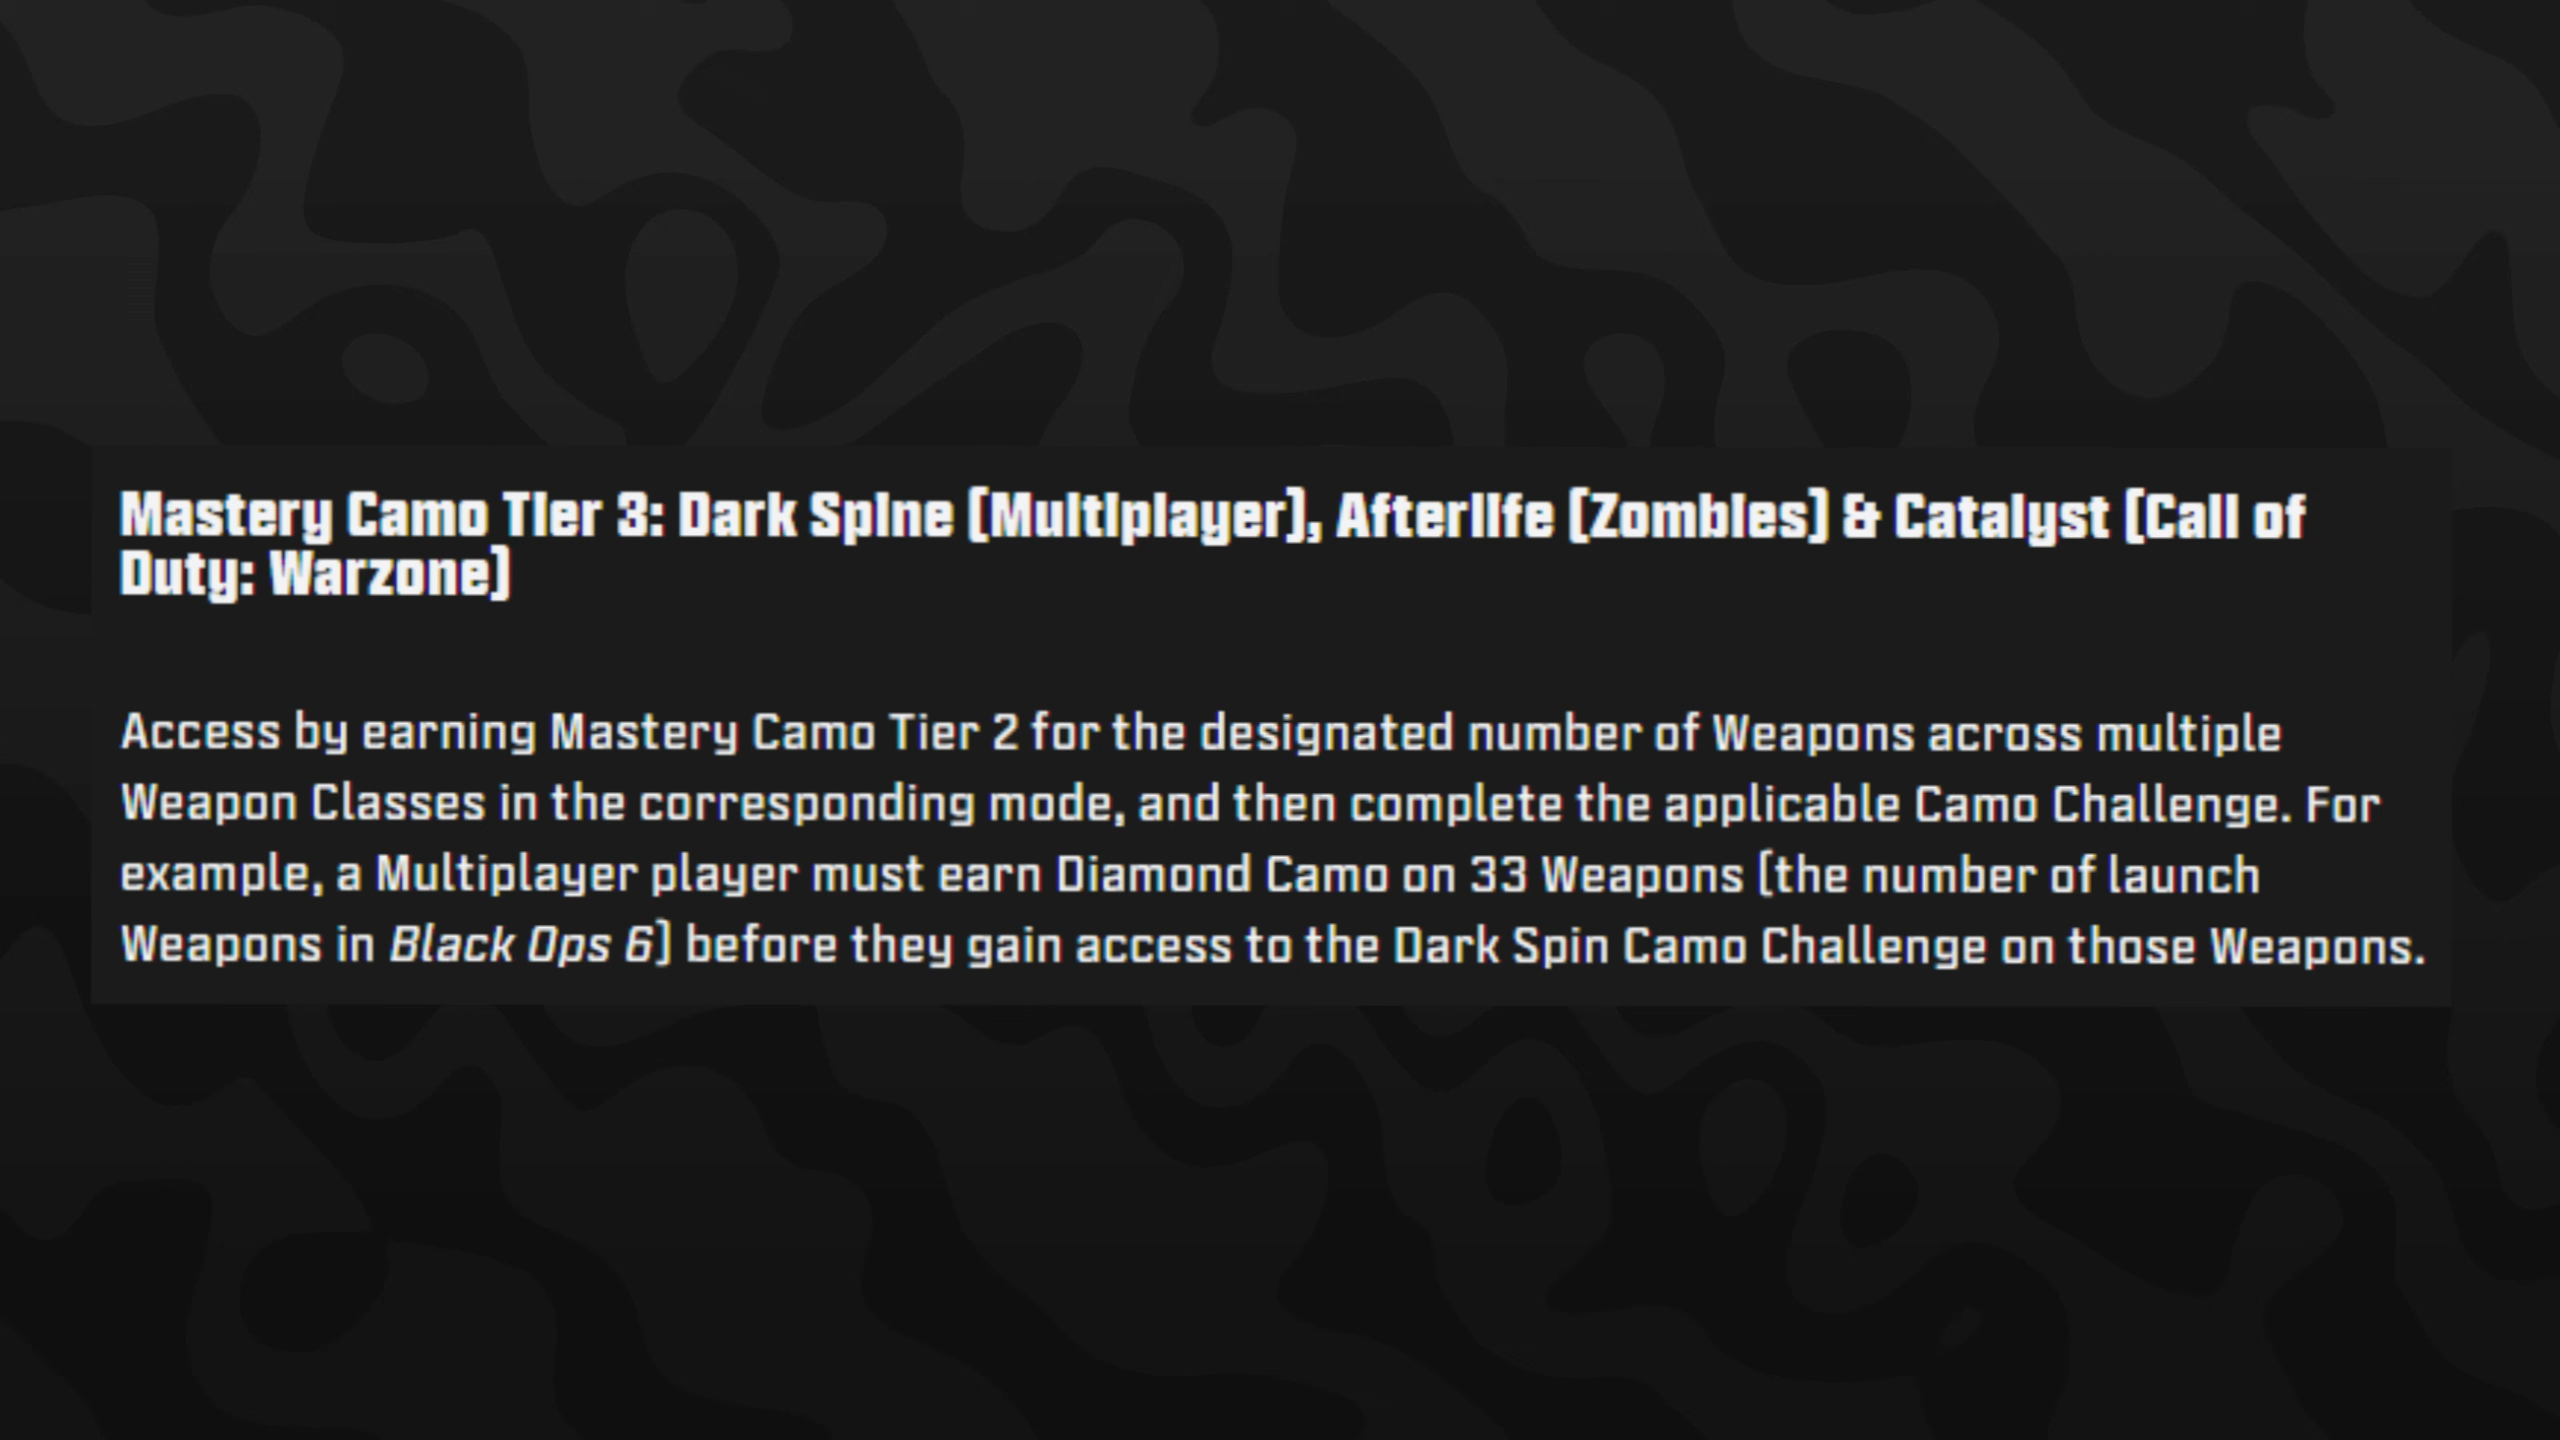 Mastery Camo Tier 3: Dark Spine (Multiplayer), Afterlife (Zombies) & Catalyst (Call of
Duty: Warzone)
Access by earning Mastery Camo Tier 2 for the designated number of Weapons across multiple
Weapon Classes in the corresponding mode, and then complete the applicable Camo Challenge. For
example, a Multiplayer player must earn Diamond Camo on 33 Weapons (the number of launch
Weapons in Black Ops 6) before they gain access to the Dark Spin Camo Challenge on those Weapons.